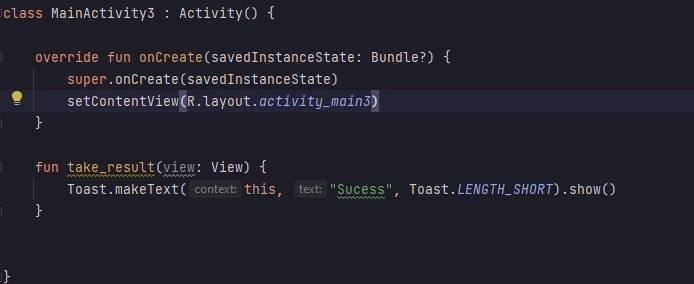 class MainActivity3 : Activity() {
override fun onCreate(savedInstanceState: Bundle?) {
super.onCreate(savedInstanceState)
setContentView(R.layout.activity_main3)
}
fun take_result(view: View) {
Toast.makeText( context: this, text: "Sucess", Toast.LENGTH_SHORT).show()
}
}